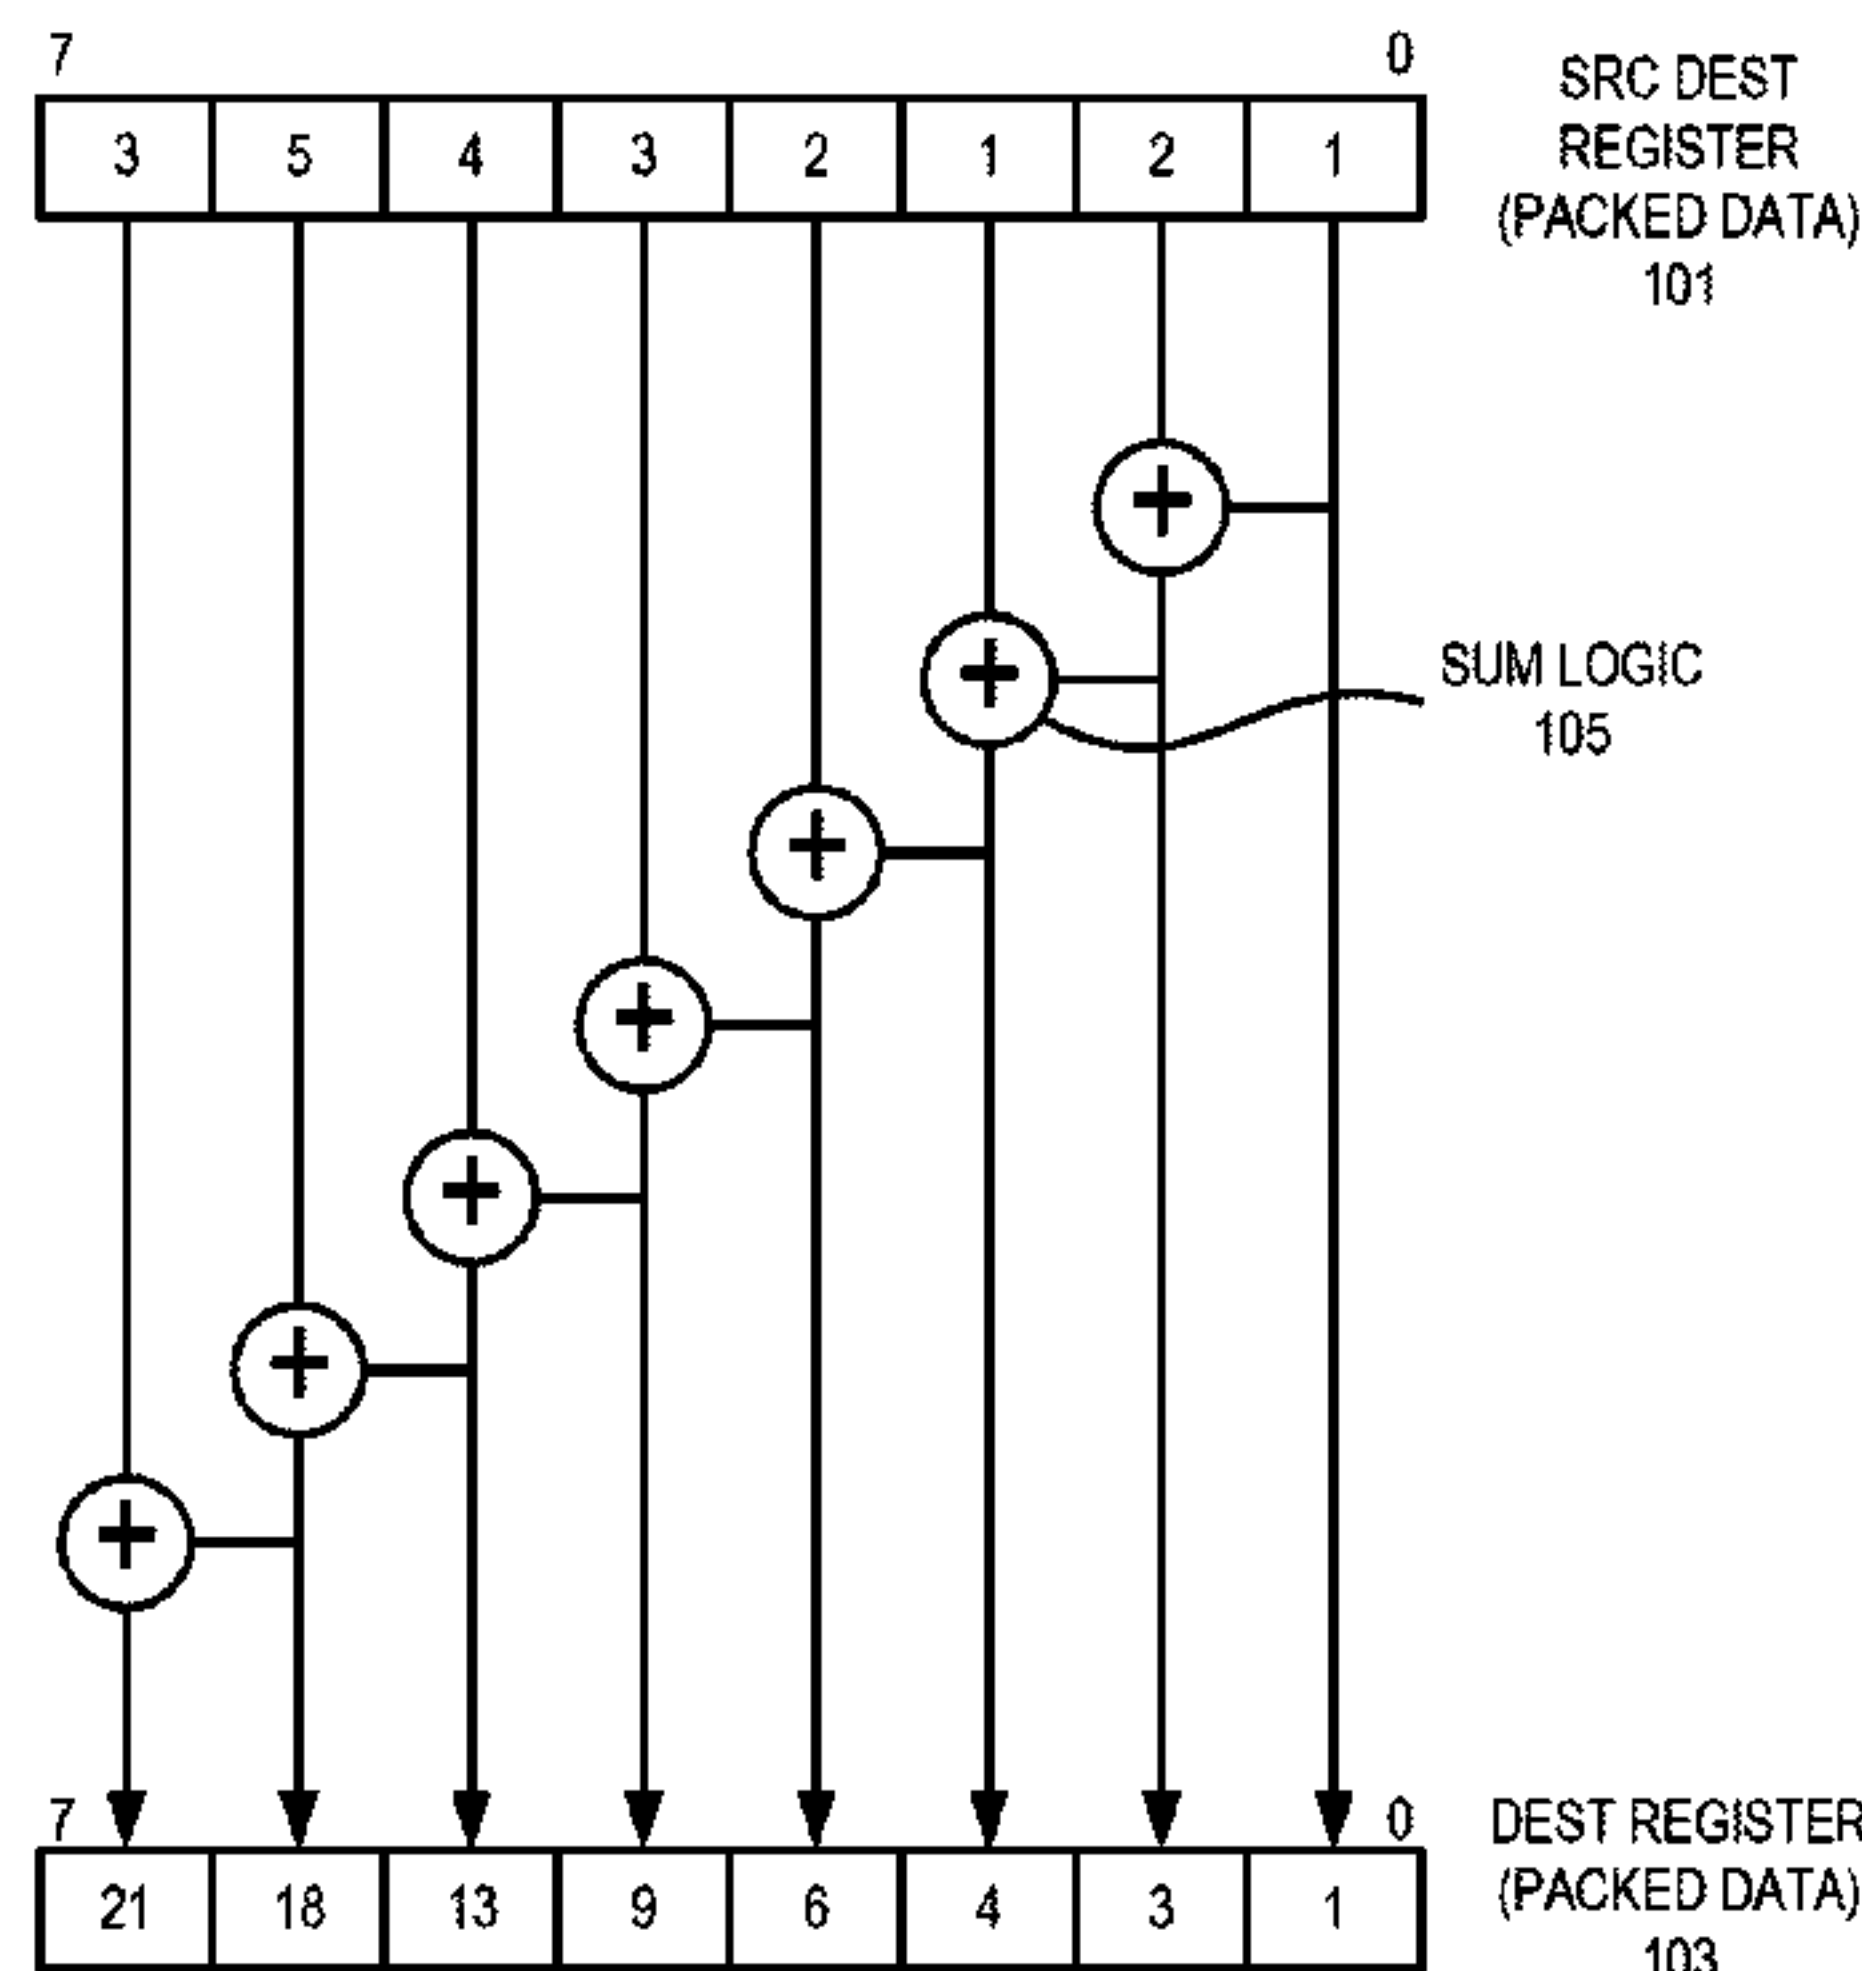 7 0
3 5 4 3 2 1 2 1
SRC DEST
REGISTER
(PACKED DATA)
101
+
+
SUM LOGIC
105
+
+
+
+
+
7 0
21 18 13 9 6 4 3 1
DEST REGISTER
(PACKED DATA)
103